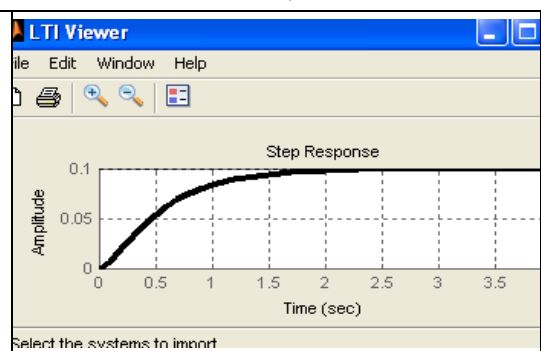 LTI Viewer
ile Edit Window Help
Step Response
Amplitude
0.1
0.05
0
0 0.5 1 1.5 2 2.5 3 3.5
Time (sec)
Select the systems to import